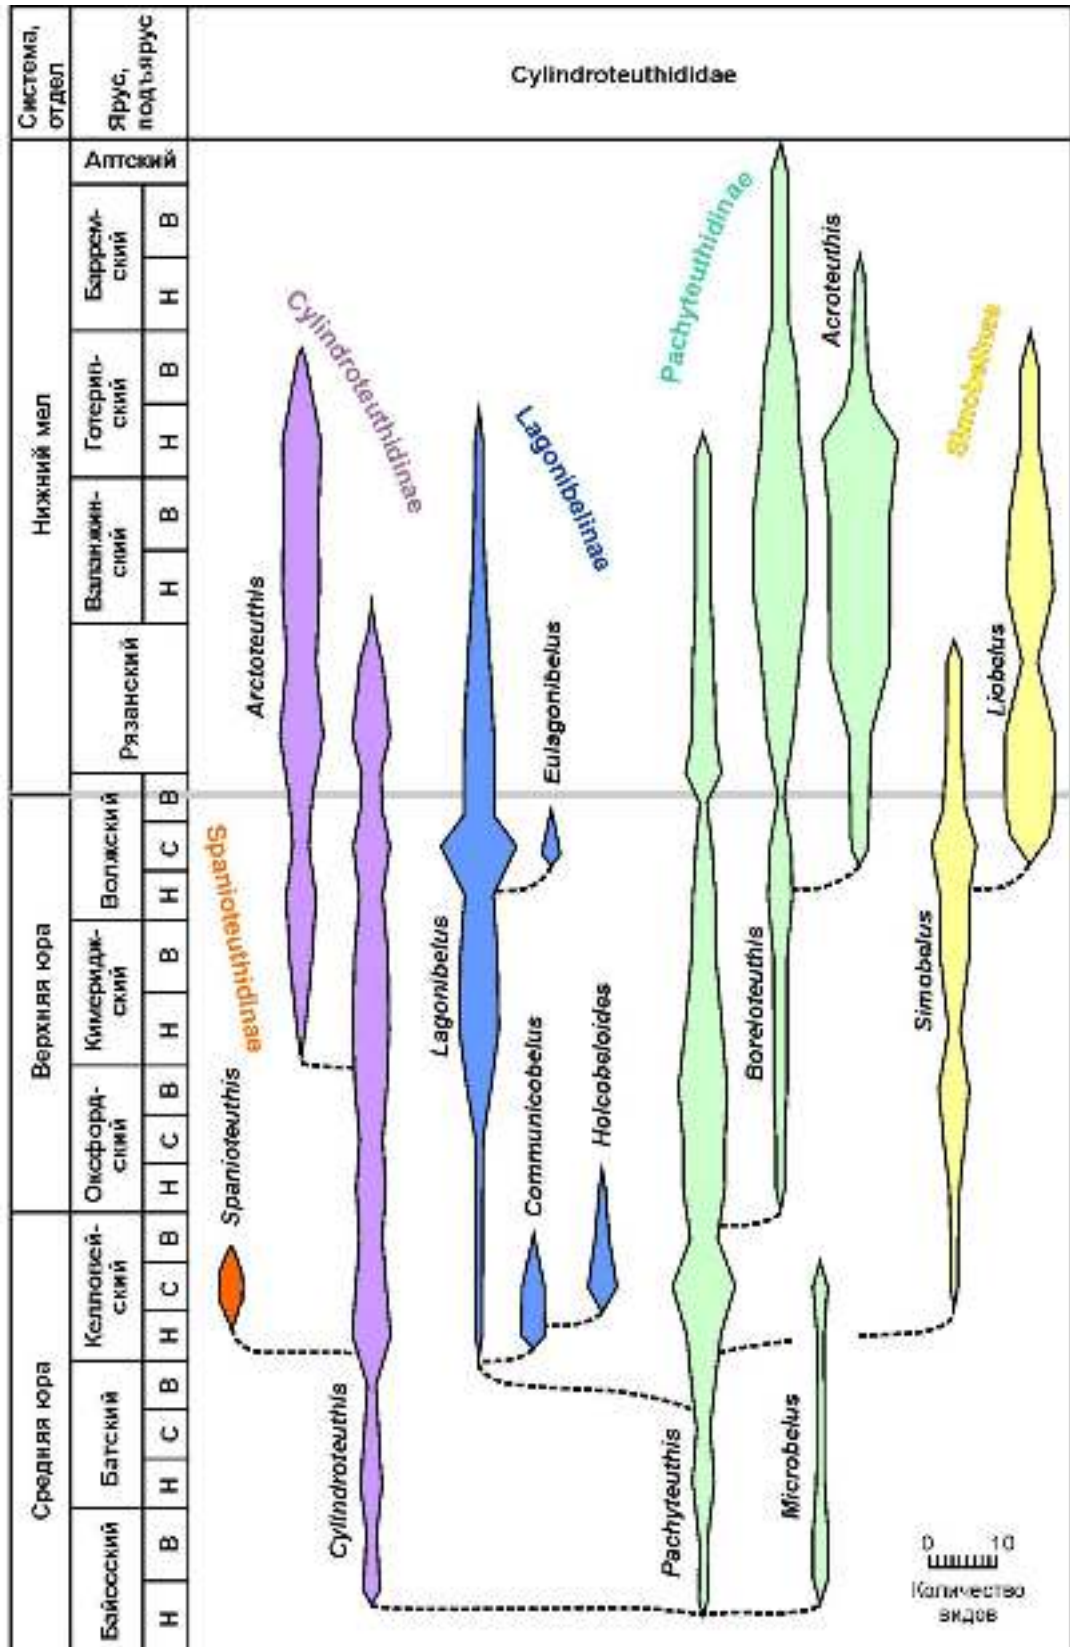 Система,
отдел
Ярус,
подъярус
Cylindroteuthididae
Нижний мел
Верхняя юра
Средняя юра
Аптский
Баррем-
ский
В
Н
Готерив-
ский
В
Н
Валанжин-
ский
В
Н
Рязанский
Волжский
В
С
Н
Кимеридж-
ский
В
Н
Оксфорд-
ский
В
С
Н
Келловей-
ский
В
С
Н
Батский
В
С
Н
Байосский
В
Н
Spanioteuthidinae
Spanioteuthis
Cylindroteuthidinae
Arctoteuthis
Cylindroteuthis
Lagonibelinae
Lagonibelus
Eulagonibelus
Communicobelus
Holcobeloides
Pachyteuthidinae
Pachyteuthis
Boreioteuthis
Acroteuthis
Microbelus
Simobelinae
Simobelus
Liobelus
0 10
Количество
видов